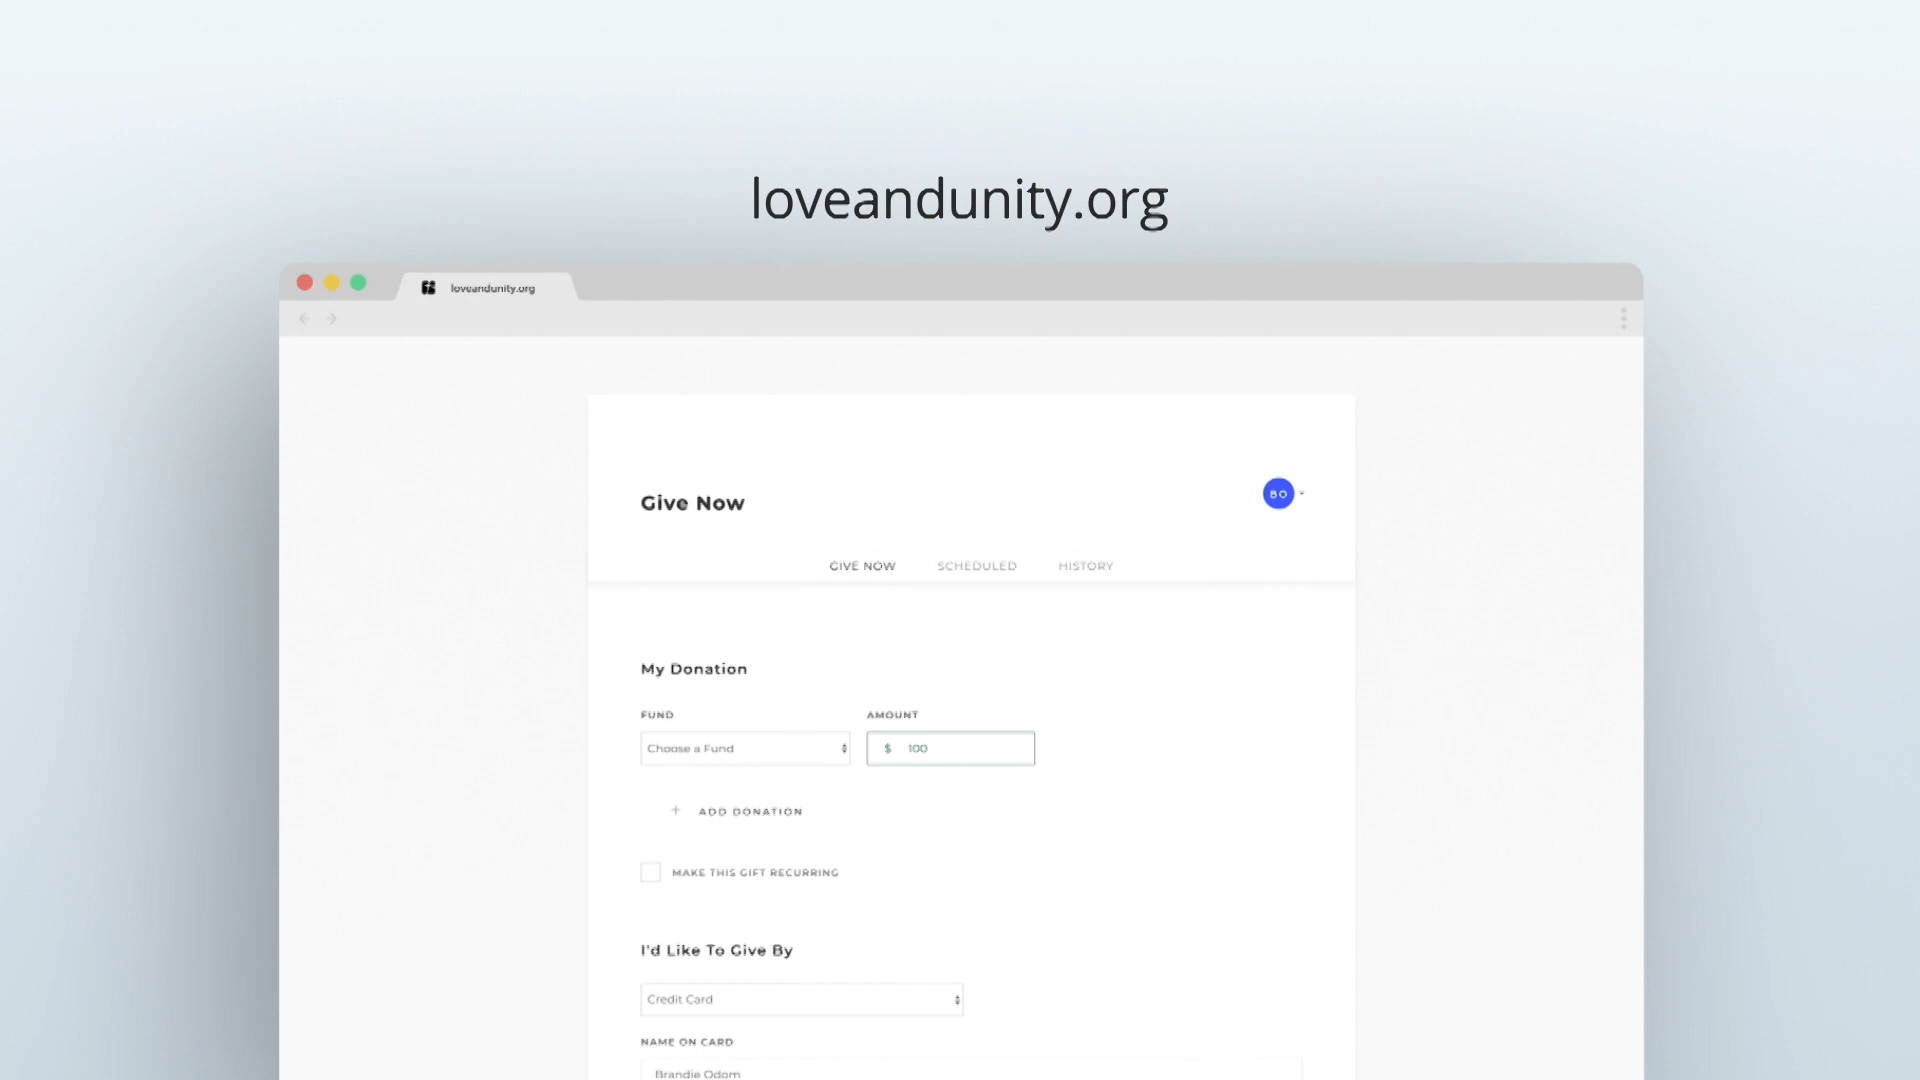 loveandunity.org
loveandunity.org
Give Now
BO
GIVE NOW SCHEDULED HISTORY
My Donation
FUND AMOUNT
Choose a Fund $ 100
+ ADD DONATION
MAKE THIS GIFT RECURRING
I'd Like To Give By
Credit Card
NAME ON CARD
Brandie Odom